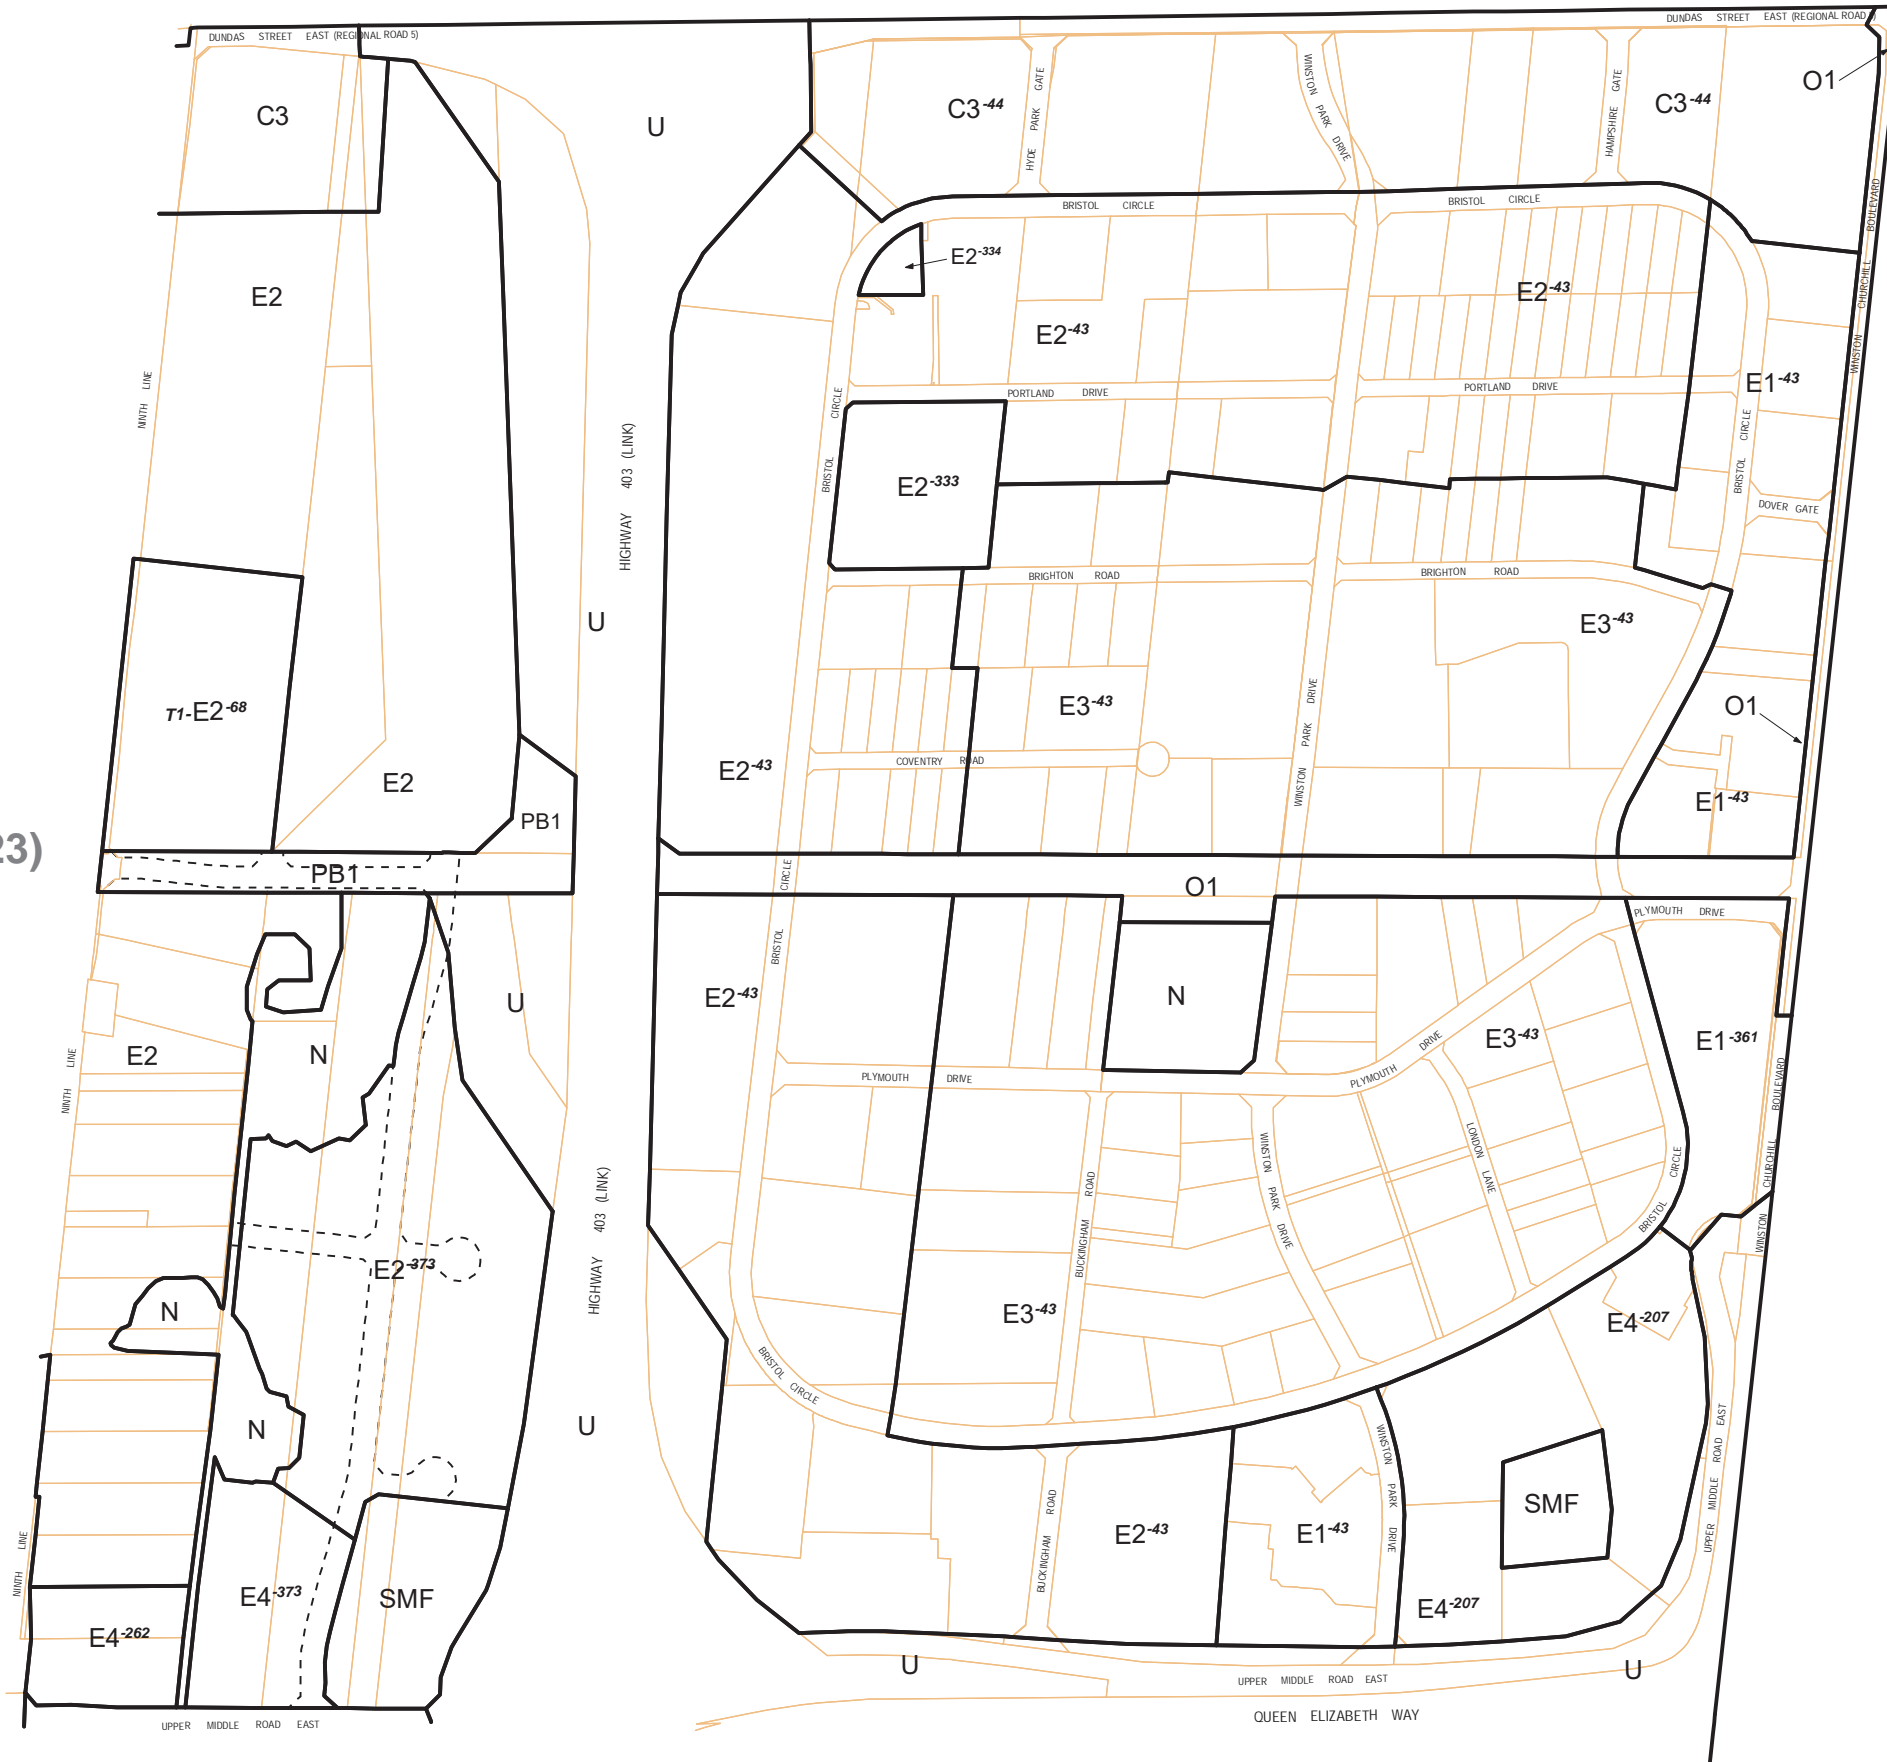 DUNDAS STREET EAST (REGIONAL ROAD 5)
DUNDAS STREET EAST (REGIONAL ROAD
C3
U
C3-44
HYDE PARK GATE
WINSTON PARK DRIVE
HAMPSHIRE GATE
C3-44
O1
BRISTOL CIRCLE
BRISTOL CIRCLE
WINSTON CHURCHILL BOULEVARD
E2
E2-334
E2-43
E2-43
E1-43
NINTH LINE
PORTLAND DRIVE
PORTLAND DRIVE
BRISTOL CIRCLE
BRISTOL CIRCLE
HIGHWAY 403 (LINK)
E2-333
DOVER GATE
BRIGHTON ROAD
BRIGHTON ROAD
U
E3-43
T1-E2-68
E3-43
WINSTON PARK DRIVE
O1
E2
E2-43
COVENTRY ROAD
E1-43
PB1
23)
PB1
O1
BRISTOL CIRCLE
PLYMOUTH DRIVE
E2-43
N
U
E3-43
E1-361
E2
N
NINTH LINE
PLYMOUTH DRIVE
PLYMOUTH DRIVE
WINSTON CHURCHILL BOULEVARD
WINSTON PARK DRIVE
LONDON LANE
BRISTOL CIRCLE
BUCKINGHAM ROAD
HIGHWAY 403 (LINK)
WINSTON
E2-373
N
E3-43
E4-207
BRISTOL CIRCLE
N
U
WINSTON PARK DRIVE
UPPER MIDDLE ROAD EAST
SMF
E2-43
E1-43
BUCKINGHAM ROAD
NINTH LINE
E4-373
SMF
E4-207
E4-262
U
U
UPPER MIDDLE ROAD EAST
QUEEN ELIZABETH WAY
UPPER MIDDLE ROAD EAST